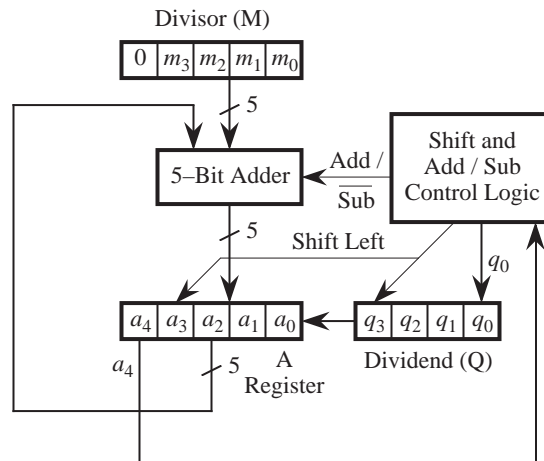 Divisor (M)
0 m3 m2 m1 m0
5
5–Bit Adder
Add /
Sub
Shift and
Add / Sub
Control Logic
5
Shift Left
q0
a4 a3 a2 a1 a0
q3 q2 q1 q0
a4
5
A
Register
Dividend (Q)